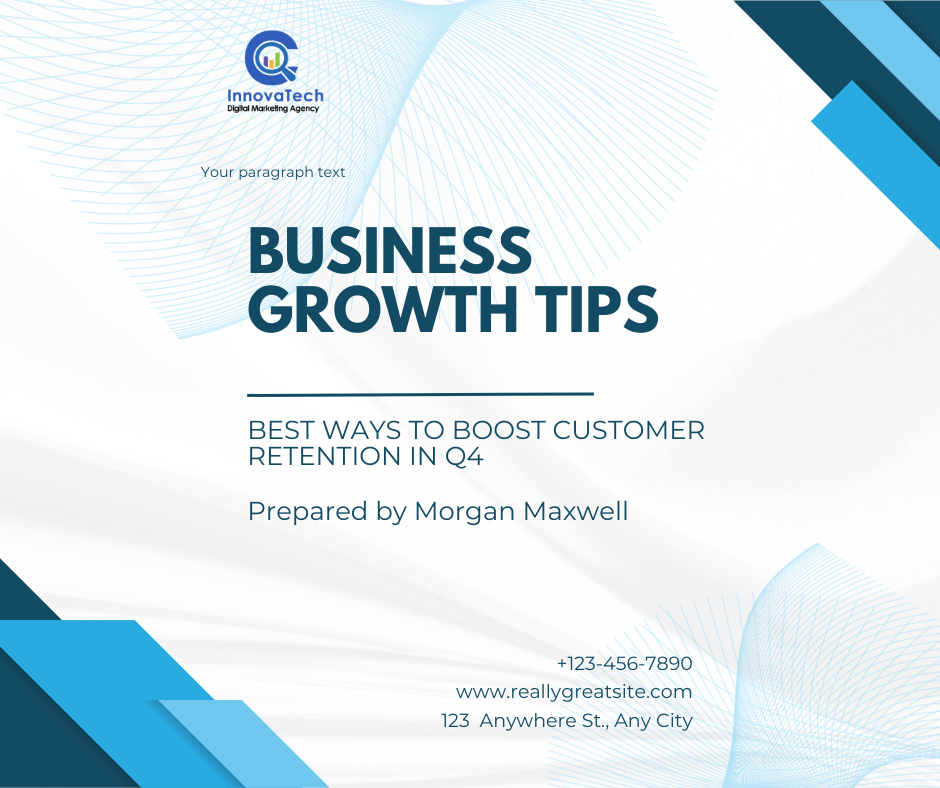 InnovaTech
Digital Marketing Agency
Your paragraph text
BUSINESS
GROWTH TIPS
BEST WAYS TO BOOST CUSTOMER
RETENTION IN Q4
Prepared by Morgan Maxwell
+123-456-7890
www.reallygreatsite.com
123 Anywhere St., Any City